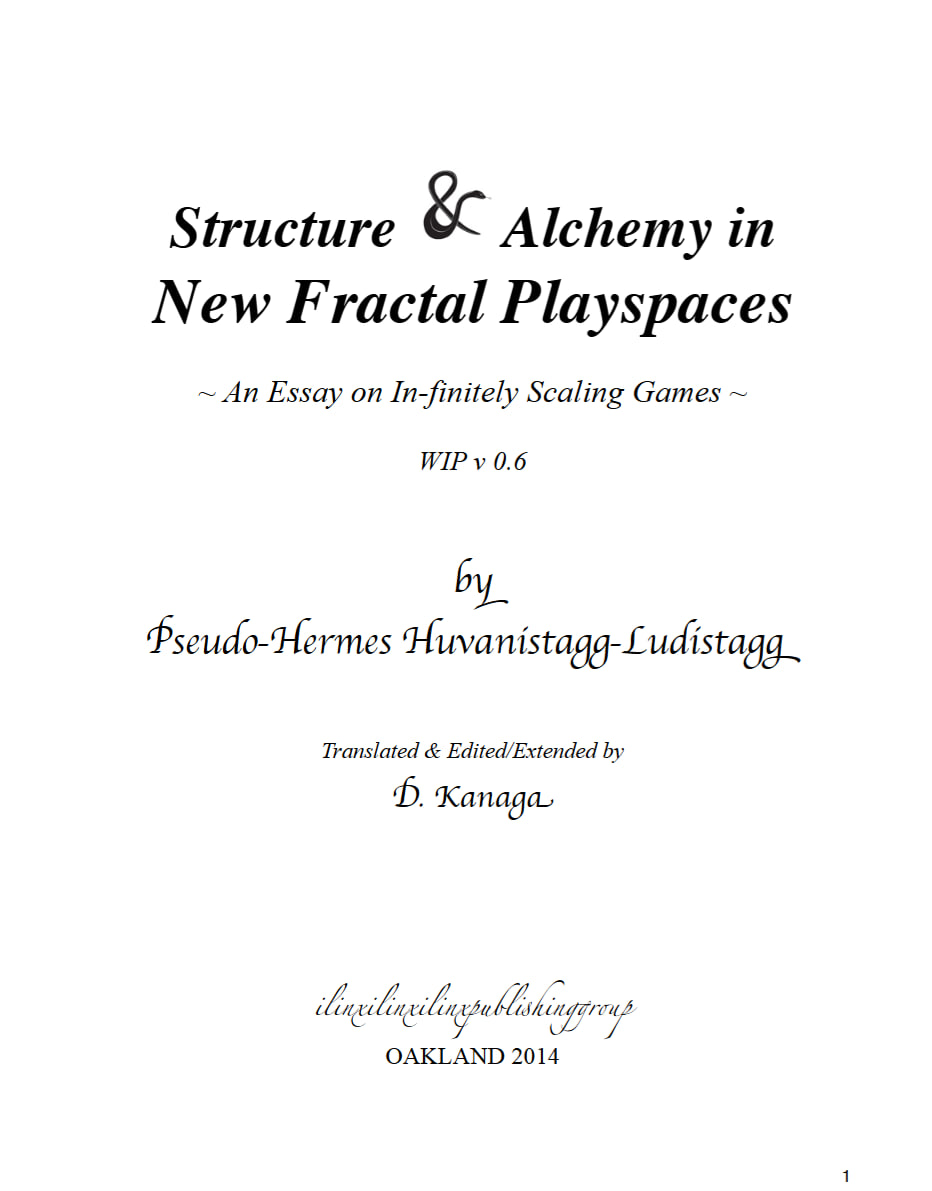 Structure & Alchemy in
New Fractal Playspaces
~ An Essay on In-finitely Scaling Games ~
WIP v 0.6
by
Pseudo-Hermes Huvanistagg-Ludistagg
Translated & Edited/Extended by
D. Kanaga
ilinxilinxilinxpublishinggroup
OAKLAND 2014
1